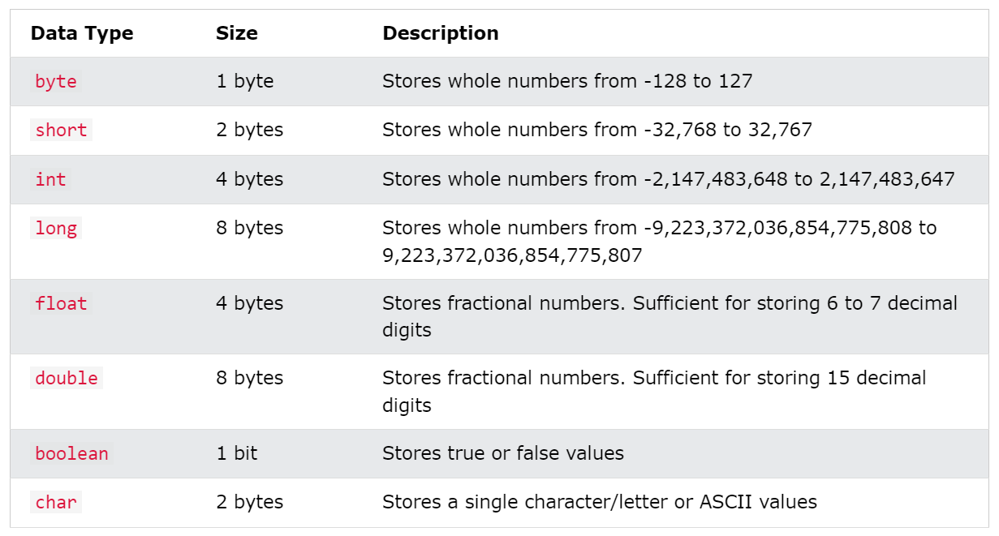 Data Type Size Description
byte 1 byte Stores whole numbers from -128 to 127
short 2 bytes Stores whole numbers from -32,768 to 32,767
int 4 bytes Stores whole numbers from -2,147,483,648 to 2,147,483,647
long 8 bytes Stores whole numbers from -9,223,372,036,854,775,808 to
9,223,372,036,854,775,807
float 4 bytes Stores fractional numbers. Sufficient for storing 6 to 7 decimal
digits
double 8 bytes Stores fractional numbers. Sufficient for storing 15 decimal
digits
boolean 1 bit Stores true or false values
char 2 bytes Stores a single character/letter or ASCII values